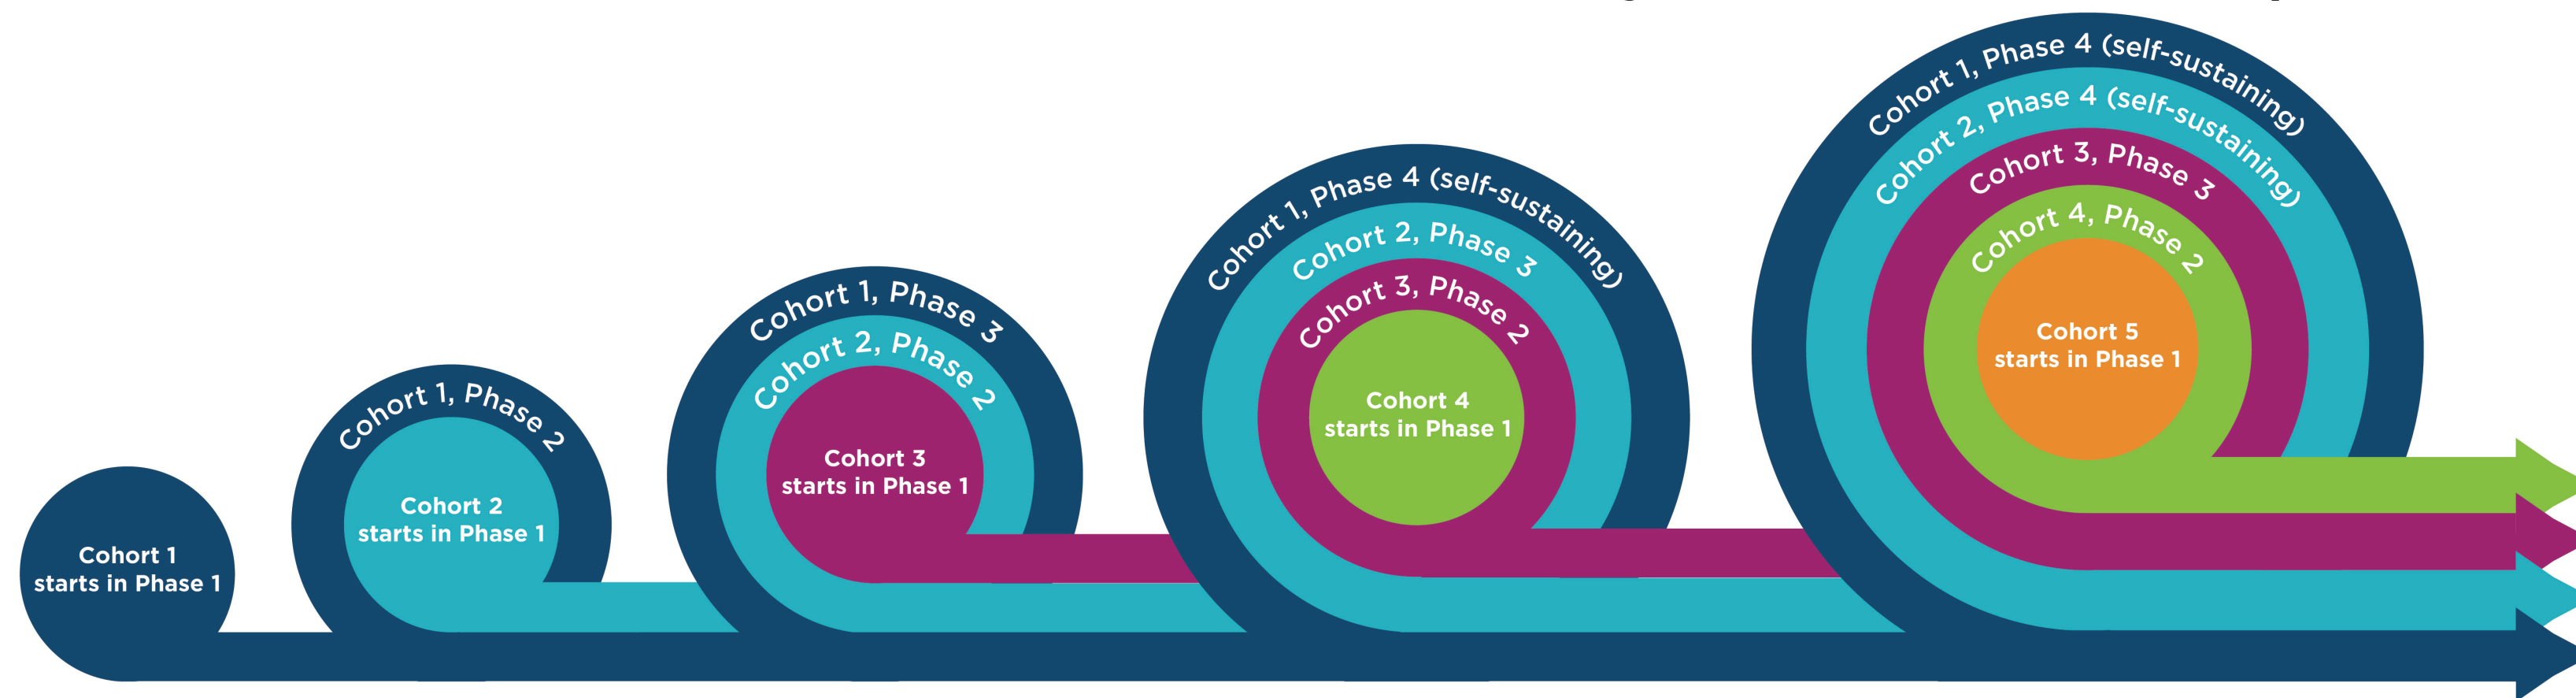 Cohort 1
starts in Phase 1
Cohort 1, Phase 2
Cohort 2
starts in Phase 1
Cohort 1, Phase 3
Cohort 2, Phase 2
Cohort 3
starts in Phase 1
Cohort 1, Phase 4 (self-sustaining)
Cohort 2, Phase 3
Cohort 3, Phase 2
Cohort 4
starts in Phase 1
Cohort 1, Phase 4 (self-sustaining)
Cohort 2, Phase 4 (self-sustaining)
Cohort 3, Phase 3
Cohort 4, Phase 2
Cohort 5
starts in Phase 1